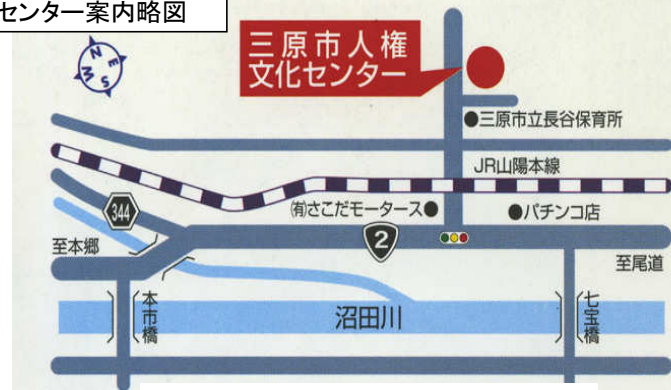 センター案内略図
N
E
S
W
三原市人権
文化センター
●三原市立長谷保育所
JR山陽本線
344
㈲さこだモータース●
●パチンコ店
2
至本郷
至尾道
本市橋
沼田川
七宝橋